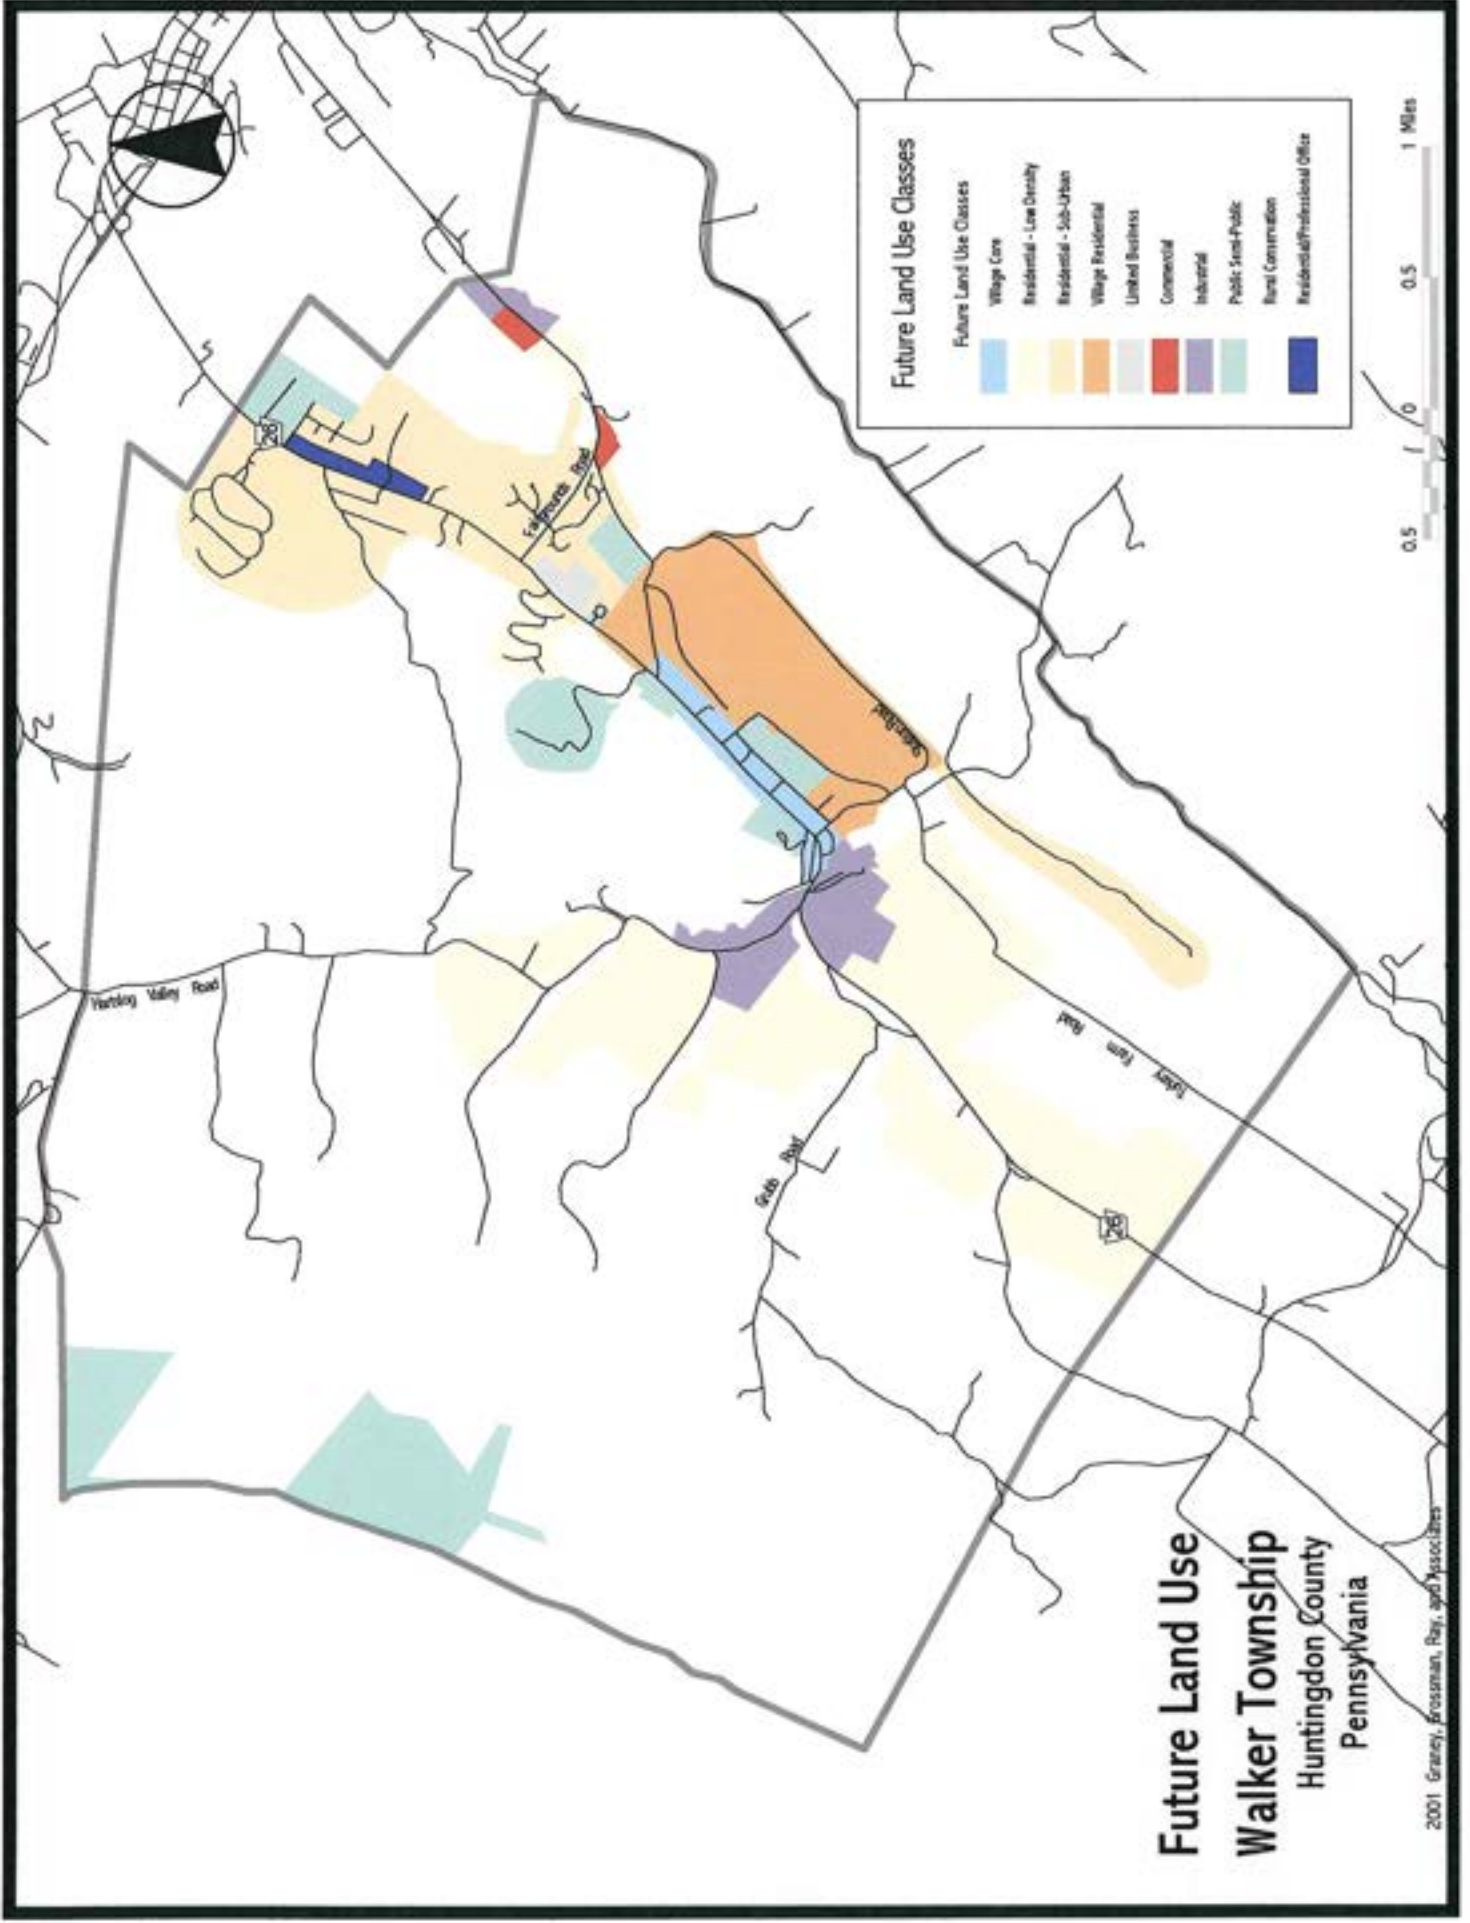 Future Land Use
Walker Township
Huntingdon County
Pennsylvania
2001 Graney, Grossman, Ray, and Associates
Future Land Use Classes
Future Land Use Classes
Village Core
Residential - Low Density
Residential - Sub-Urban
Village Residential
Limited Business
Commercial
Industrial
Public Semi-Public
Rural Conservation
Residential/Professional Office
0.5
0
0.5
1 Miles
Hartslog Valley Road
Fairgrounds Road
Station Road
Grubb Road
Turkey Farm Road
26
26